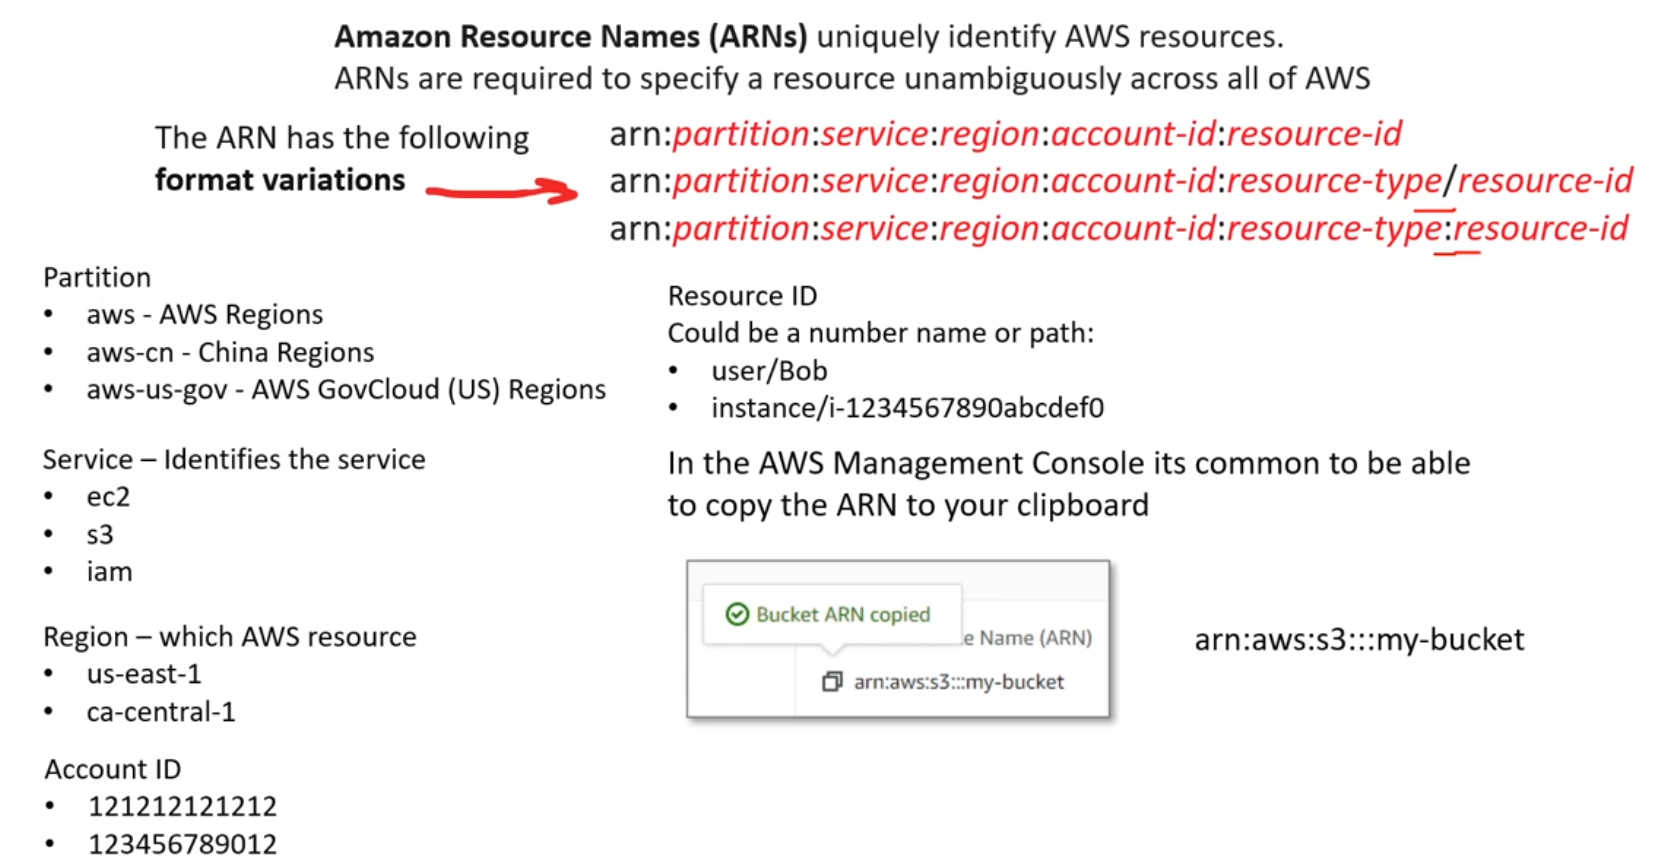 Amazon Resource Names (ARNs) uniquely identify AWS resources.
ARNs are required to specify a resource unambiguously across all of AWS
The ARN has the following
format variations
arn:partition:service:region:account-id:resource-id
arn:partition:service:region:account-id:resource-type/resource-id
arn:partition:service:region:account-id:resource-type:resource-id
Partition
• aws - AWS Regions
• aws-cn - China Regions
• aws-us-gov - AWS GovCloud (US) Regions
Service – Identifies the service
• ec2
• s3
• iam
Region – which AWS resource
• us-east-1
• ca-central-1
Account ID
• 121212121212
• 123456789012
Resource ID
Could be a number name or path:
• user/Bob
• instance/i-1234567890abcdef0
In the AWS Management Console its common to be able
to copy the ARN to your clipboard
Bucket ARN copied
e Name (ARN)
arn:aws:s3:::my-bucket
arn:aws:s3:::my-bucket